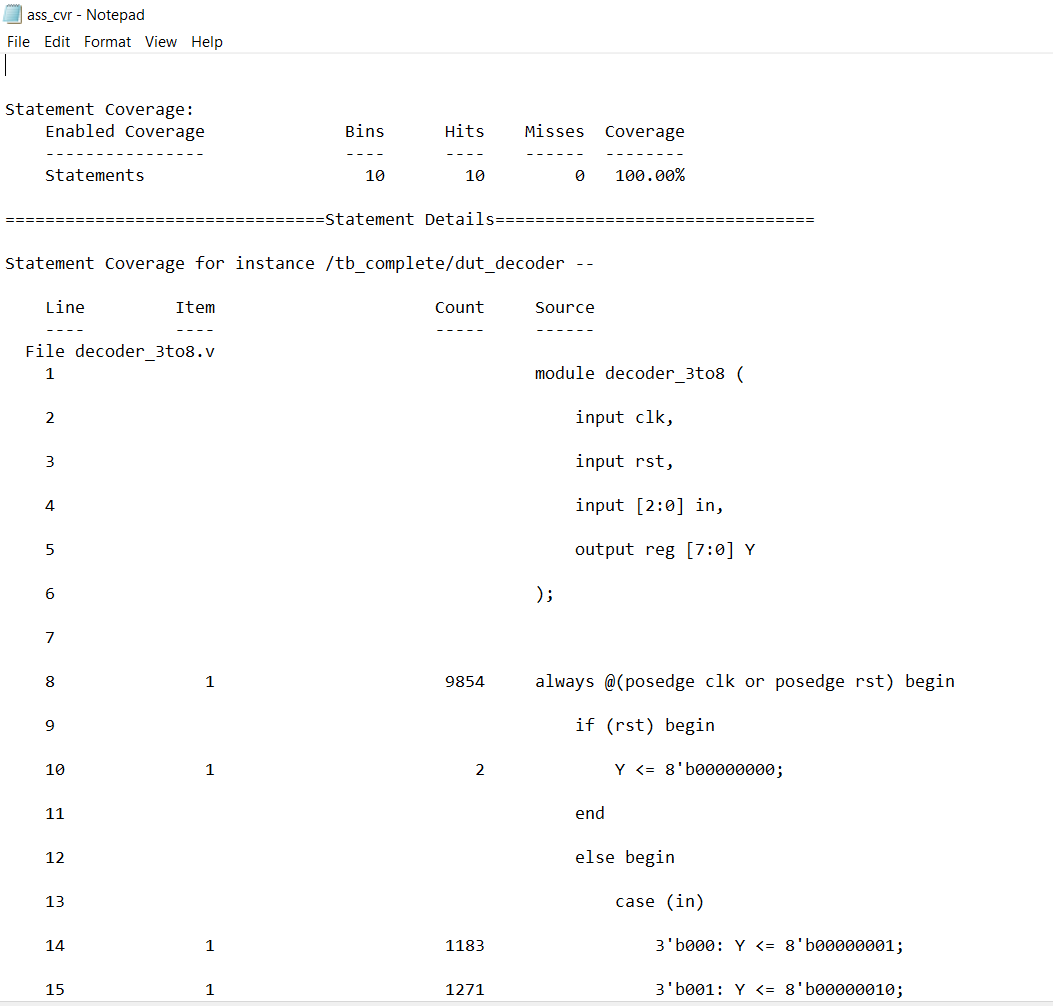 ass_cvr - Notepad
File Edit Format View Help
Statement Coverage:
    Enabled Coverage              Bins      Hits    Misses  Coverage
    ----------------              ----      ----    ------  --------
    Statements                      10        10         0   100.00%
================================Statement Details================================
Statement Coverage for instance /tb_complete/dut_decoder --
    Line         Item                      Count     Source
    ----         ----                      -----     ------
  File decoder_3to8.v
    1                                                module decoder_3to8 (
    2                                                    input clk,
    3                                                    input rst,
    4                                                    input [2:0] in,
    5                                                    output reg [7:0] Y
    6                                                );
    7
    8               1                       9854     always @(posedge clk or posedge rst) begin
    9                                                    if (rst) begin
    10              1                          2             Y <= 8'b00000000;
    11                                                   end
    12                                                   else begin
    13                                                       case (in)
    14              1                       1183                 3'b000: Y <= 8'b00000001;
    15              1                       1271                 3'b001: Y <= 8'b00000010;